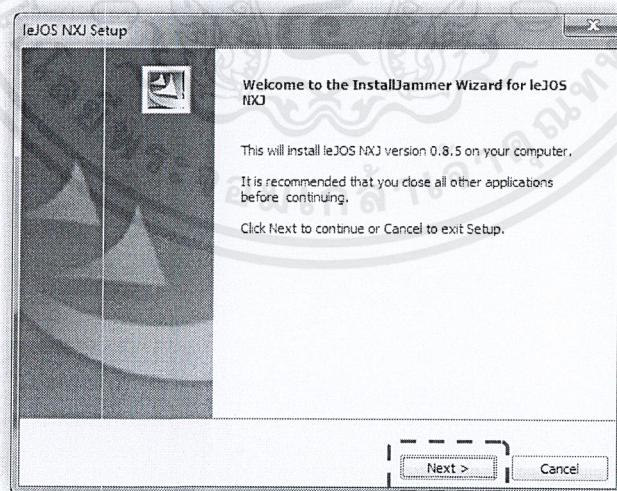 leJOS NXJ Setup
Welcome to the InstallJammer Wizard for leJOS
NXJ
This will install leJOS NXJ version 0.8.5 on your computer.
It is recommended that you close all other applications
before continuing.
Click Next to continue or Cancel to exit Setup.
Next >
Cancel